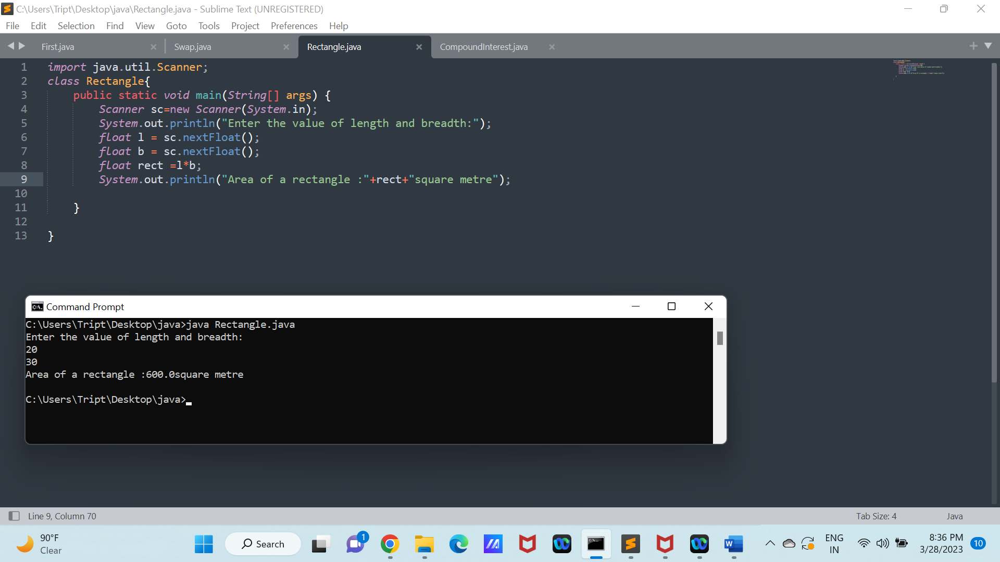 C:\Users\Tript\Desktop\java\Rectangle.java - Sublime Text (UNREGISTERED)
File Edit Selection Find View Goto Tools Project Preferences Help
First.java Swap.java Rectangle.java CompoundInterest.java
1 import java.util.Scanner;
2 class Rectangle{
3 public static void main(String[] args) {
4 Scanner sc=new Scanner(System.in);
5 System.out.println("Enter the value of length and breadth:");
6 float l = sc.nextFloat();
7 float b = sc.nextFloat();
8 float rect =l*b;
9 System.out.println("Area of a rectangle :"+rect+"square metre");
10
11 }
12
13 }
Command Prompt
C:\Users\Tript\Desktop\java>java Rectangle.java
Enter the value of length and breadth:
20
30
Area of a rectangle :600.0square metre
C:\Users\Tript\Desktop\java>
Line 9, Column 70 Tab Size: 4 Java
90°F
Clear
Search
1
ENG
IN
8:36 PM
3/28/2023
10